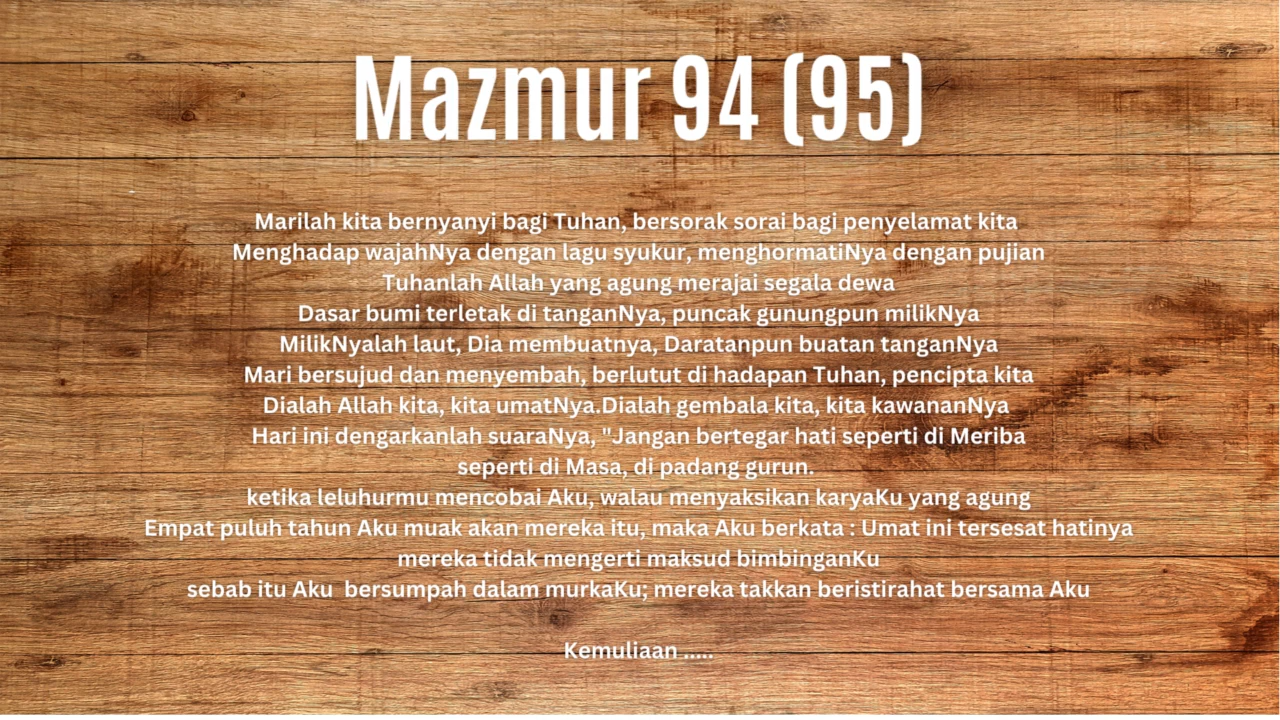 Mazmur 94 (95)
Marilah kita bernyanyi bagi Tuhan, bersorak sorai bagi penyelamat kita
Menghadap wajahNya dengan lagu syukur, menghormatiNya dengan pujian
Tuhanlah Allah yang agung merajai segala dewa
Dasar bumi terletak di tanganNya, puncak gunungpun milikNya
MilikNyalah laut, Dia membuatnya, Daratanpun buatan tanganNya
Mari bersujud dan menyembah, berlutut di hadapan Tuhan, pencipta kita
Dialah Allah kita, kita umatNya.Dialah gembala kita, kita kawananNya
Hari ini dengarkanlah suaraNya, "Jangan bertegar hati seperti di Meriba
seperti di Masa, di padang gurun.
ketika leluhurmu mencobai Aku, walau menyaksikan karyaKu yang agung
Empat puluh tahun Aku muak akan mereka itu, maka Aku berkata : Umat ini tersesat hatinya
mereka tidak mengerti maksud bimbinganKu
sebab itu Aku  bersumpah dalam murkaKu; mereka takkan beristirahat bersama Aku
Kemuliaan .....